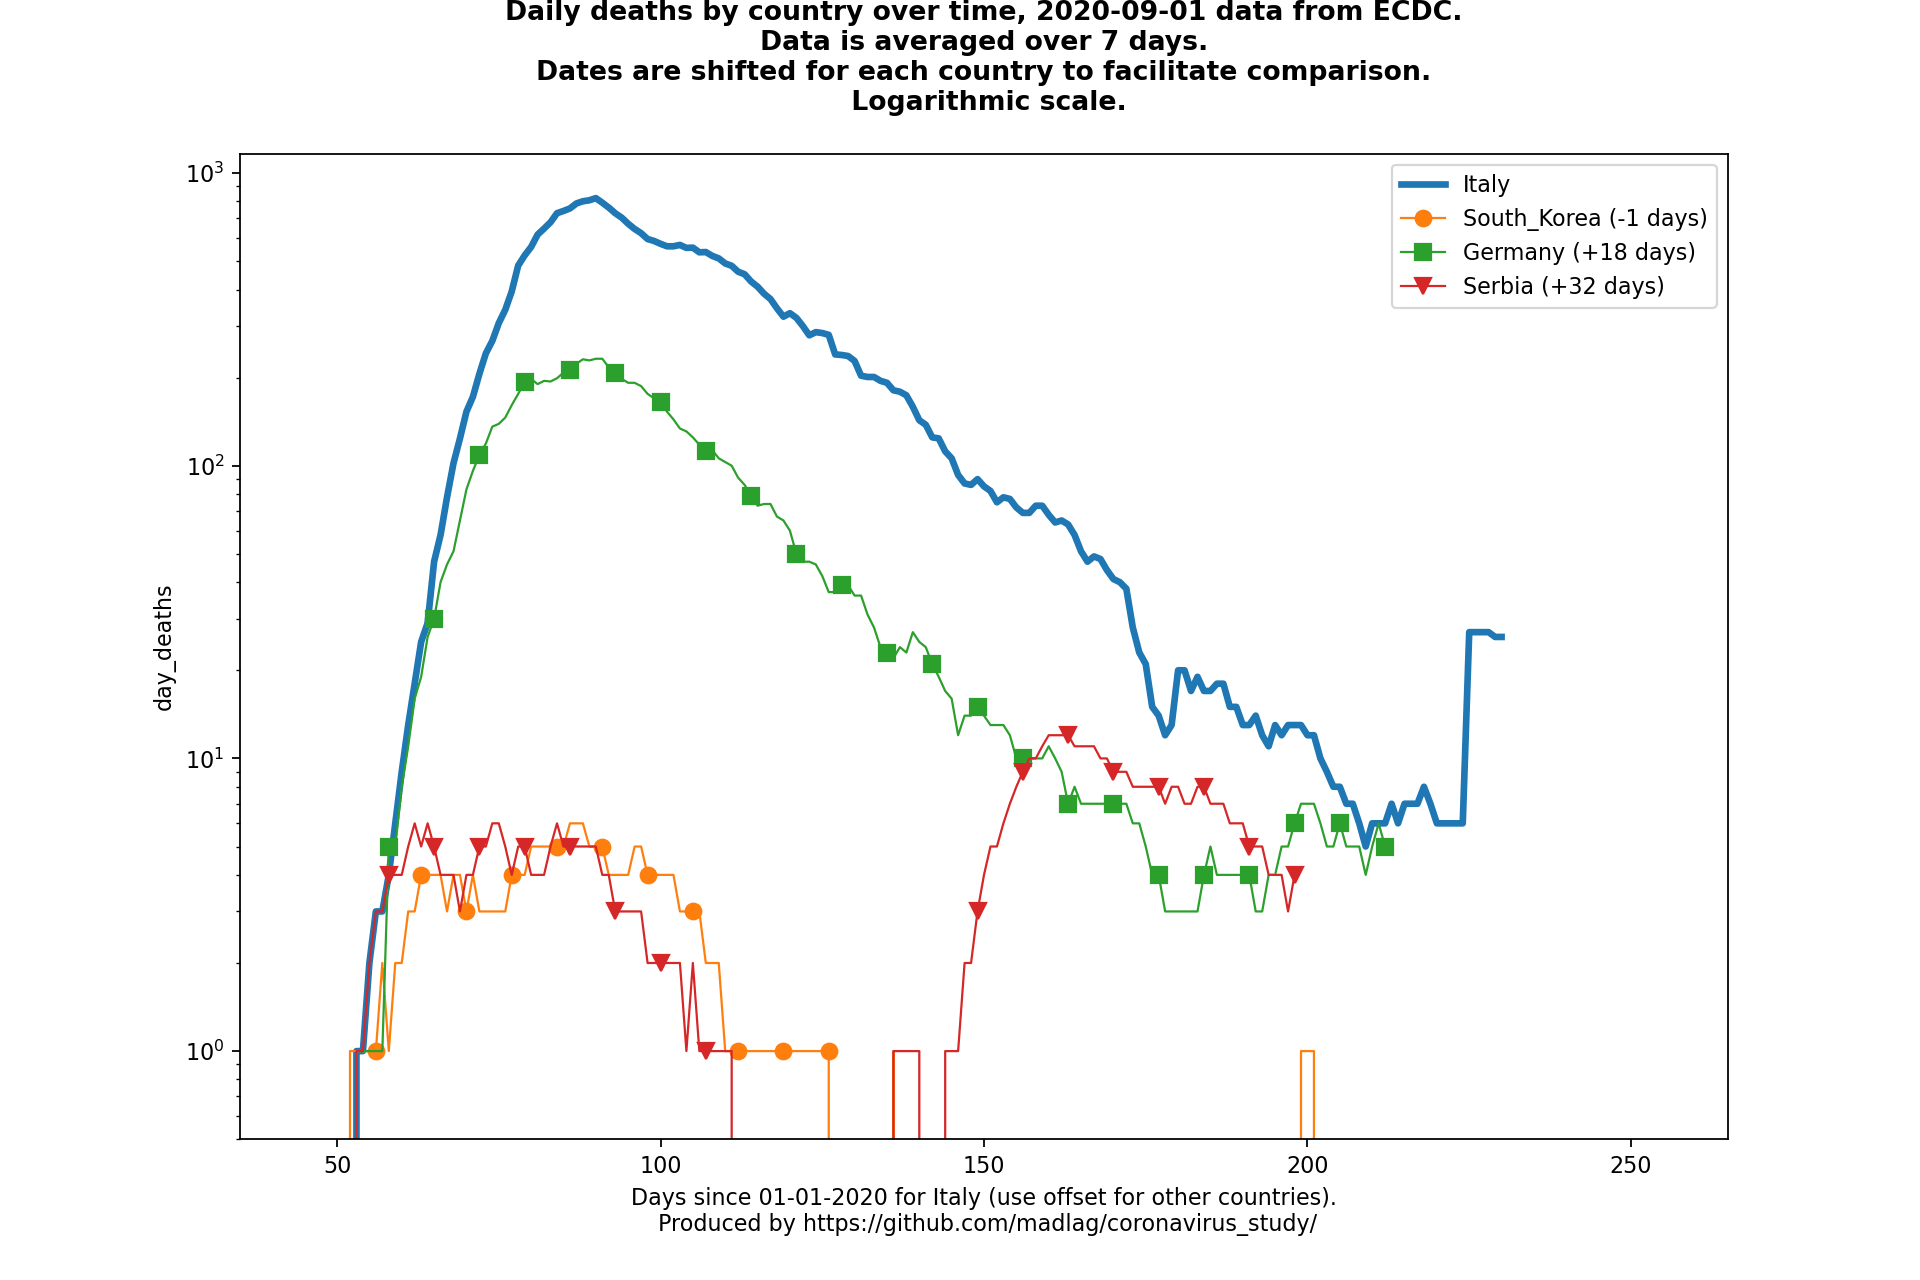 Daily deaths by country over time, 2020-09-01 data from ECDC.
Data is averaged over 7 days.
Dates are shifted for each country to facilitate comparison.
Logarithmic scale.
10³
10²
10¹
10⁰
day_deaths
Italy
South_Korea (-1 days)
Germany (+18 days)
Serbia (+32 days)
50 100 150 200 250
Days since 01-01-2020 for Italy (use offset for other countries).
Produced by https://github.com/madlag/coronavirus_study/